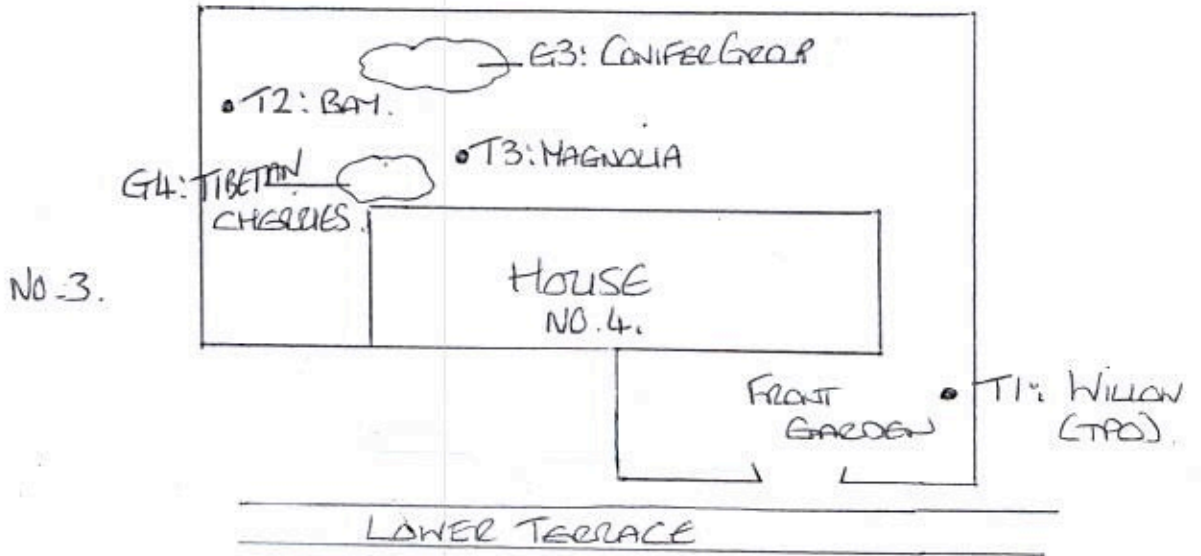 G3: CONIFER GROUP
T2: BAY.
T3: MAGNOLIA
G4: TIBETAN
CHERRIES.
NO.3.
HOUSE
NO.4.
FRONT
GARDEN
T1: WILLOW
(TPO).
LOWER TERRACE